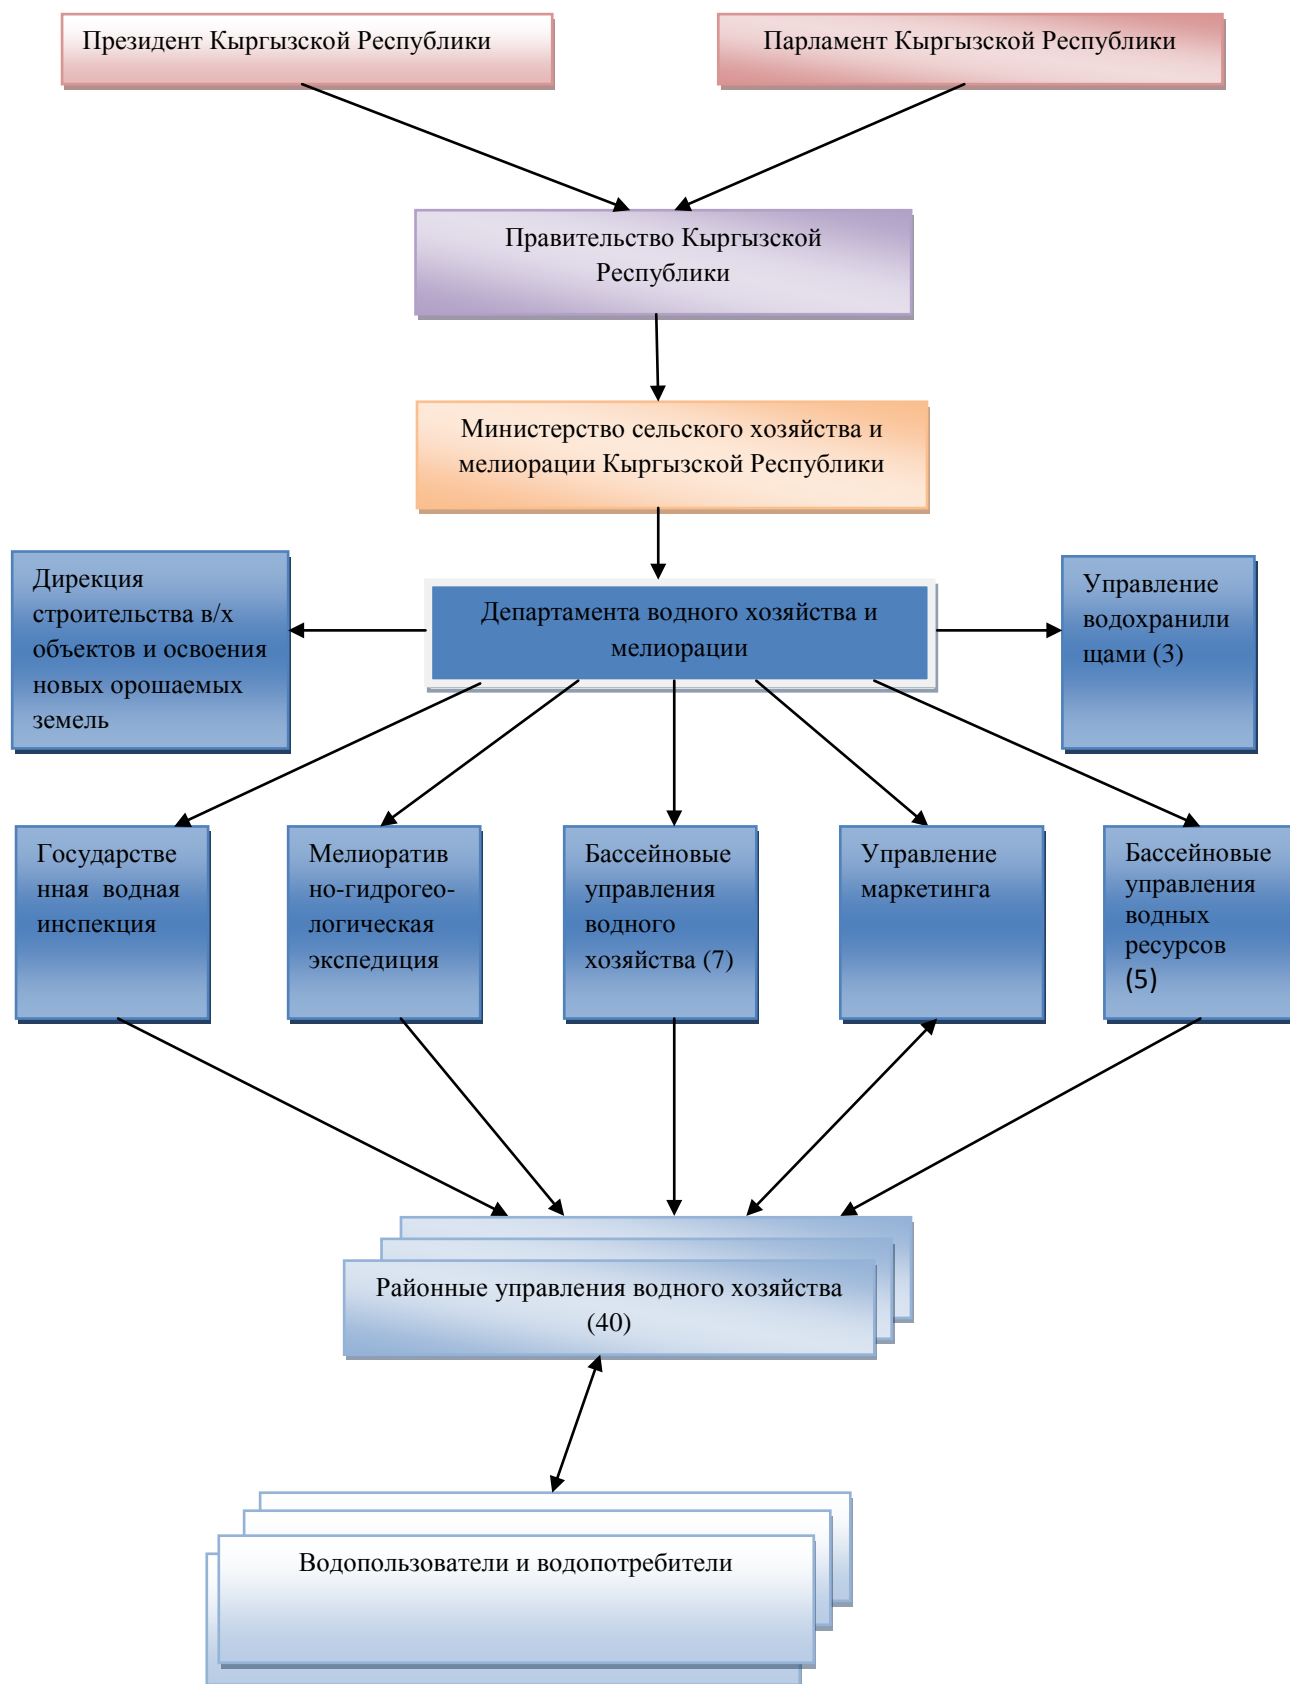 Президент Кыргызской Республики
Парламент Кыргызской Республики
Правительство Кыргызской
Республики
Министерство сельского хозяйства и
мелиорации Кыргызской Республики
Дирекция
строительства в/х
объектов и освоения
новых орошаемых
земель
Департамента водного хозяйства и
мелиорации
Управление
водохранили
щами (3)
Государстве
нная водная
инспекция
Мелиоратив
но-гидрогео-
логическая
экспедиция
Бассейновые
управления
водного
хозяйства (7)
Управление
маркетинга
Бассейновые
управления
водных
ресурсов
(5)
Районные управления водного хозяйства
(40)
Водопользователи и водопотребители